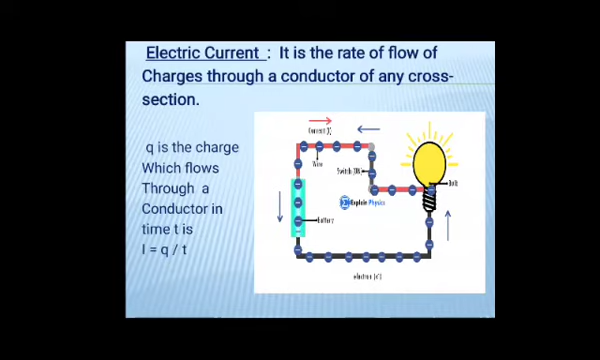 Electric Current : It is the rate of flow of
Charges through a conductor of any cross-
section.
q is the charge
Which flows
Through a
Conductor in
time t is
I = q / t
Current (I)
Wire
Switch (ON)
Bulb
Explain Physics
battery
electron (e⁻)